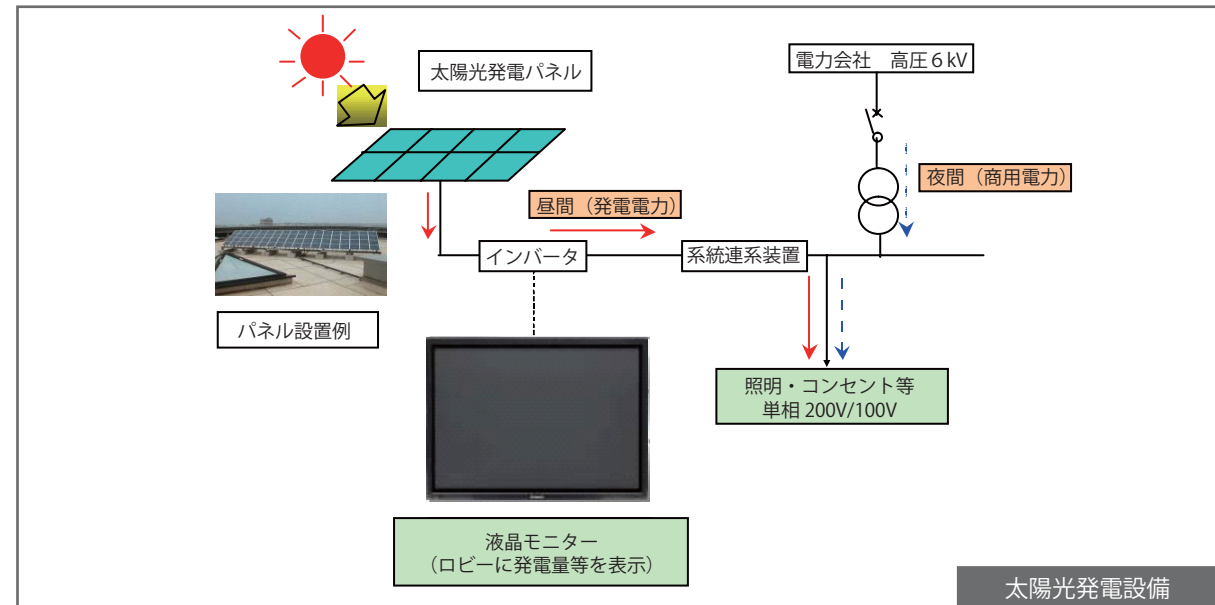 太陽光発電パネル
電力会社　高圧６kV
夜間（商用電力）
昼間（発電電力）
インバータ
系統連系装置
パネル設置例
照明・コンセント等
単相 200V/100V
液晶モニター
（ロビーに発電量等を表示）
太陽光発電設備